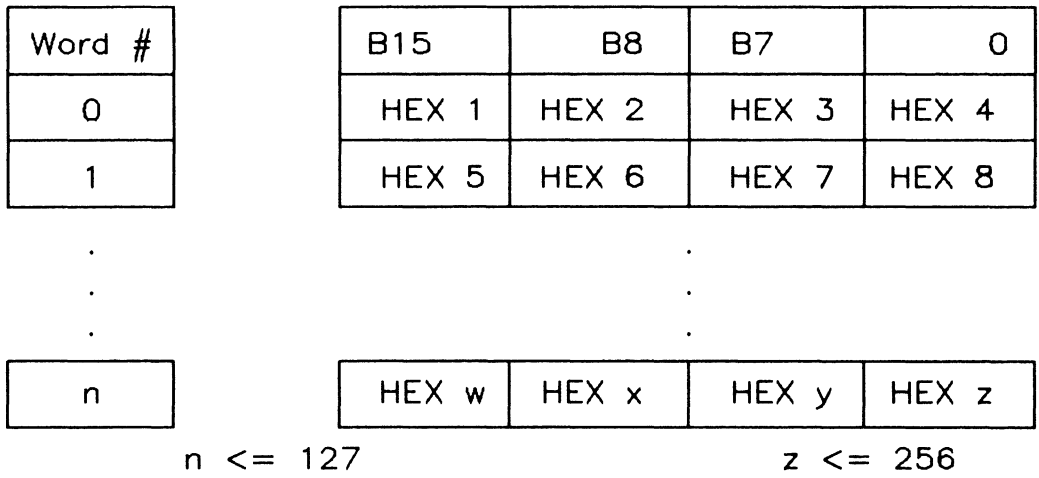 Word # B15 B8 B7 0
0 HEX 1 HEX 2 HEX 3 HEX 4
1 HEX 5 HEX 6 HEX 7 HEX 8
. .
. .
. .
n HEX w HEX x HEX y HEX z
n <= 127 z <= 256